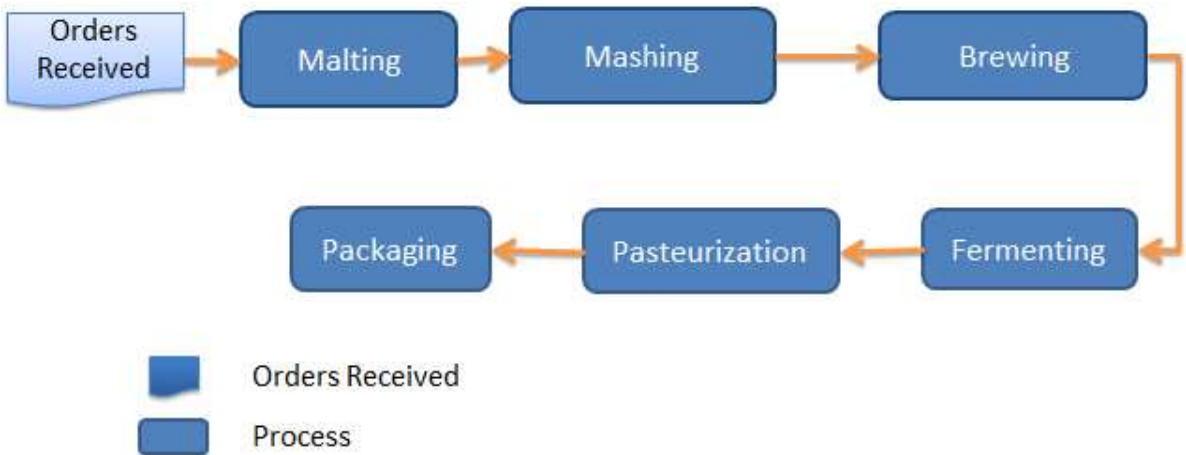 Orders
Received
Malting
Mashing
Brewing
Packaging
Pasteurization
Fermenting
Orders Received
Process